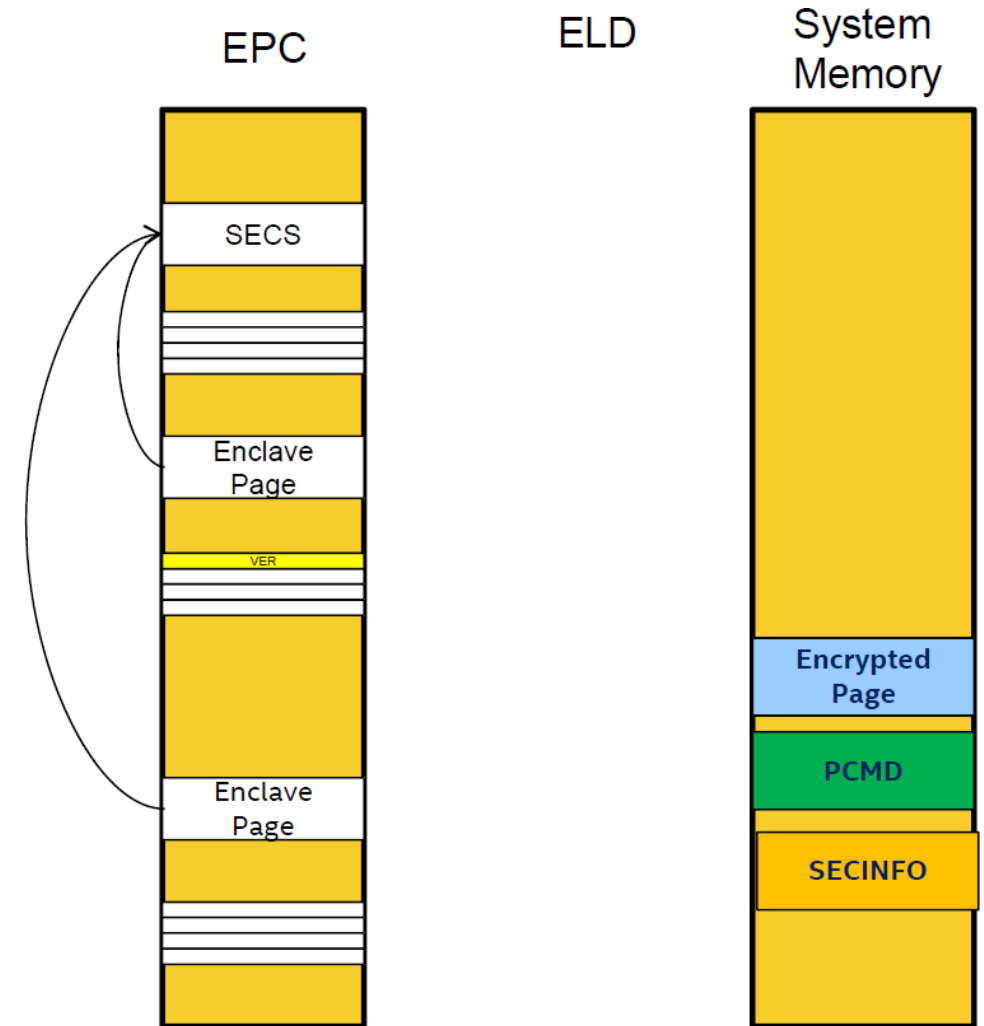 EPC
ELD
System
Memory
SECS
Enclave
Page
VER
Enclave
Page
Encrypted
Page
PCMD
SECINFO